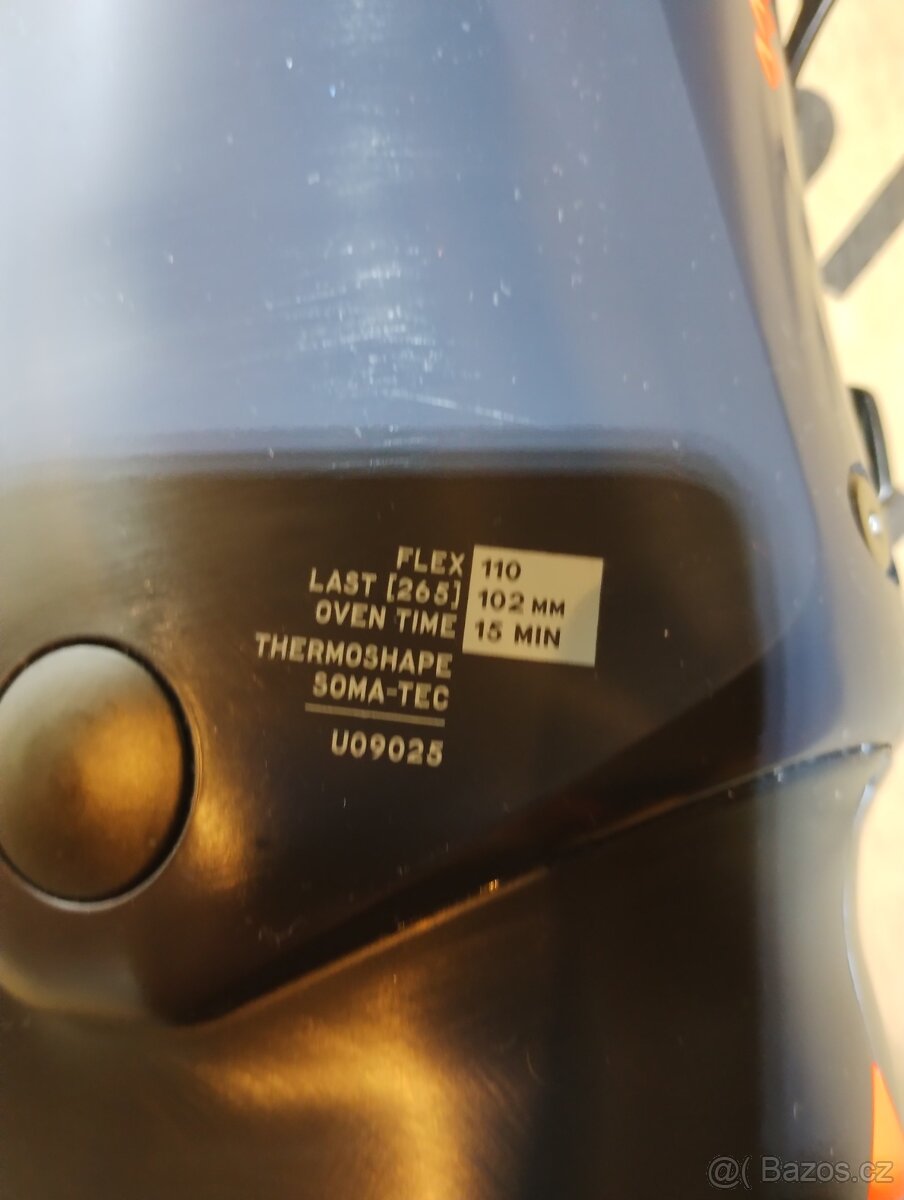 FLEX 110
LAST [265] 102 MM
OVEN TIME 15 MIN
THERMOSHAPE
SOMA-TEC
U09025
@( Bazos.cz